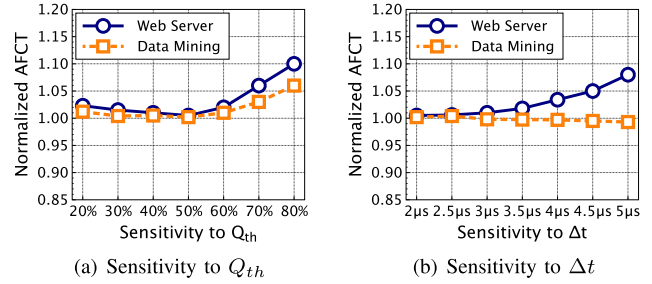 1.20
1.15
1.10
1.05
1.00
0.95
0.90
0.85
Normalized AFCT
Web Server
Data Mining
20% 30% 40% 50% 60% 70% 80%
Sensitivity to Qth
(a) Sensitivity to Qth
1.20
1.15
1.10
1.05
1.00
0.95
0.90
0.85
Normalized AFCT
Web Server
Data Mining
2μs 2.5μs 3μs 3.5μs 4μs 4.5μs 5μs
Sensitivity to Δt
(b) Sensitivity to Δt